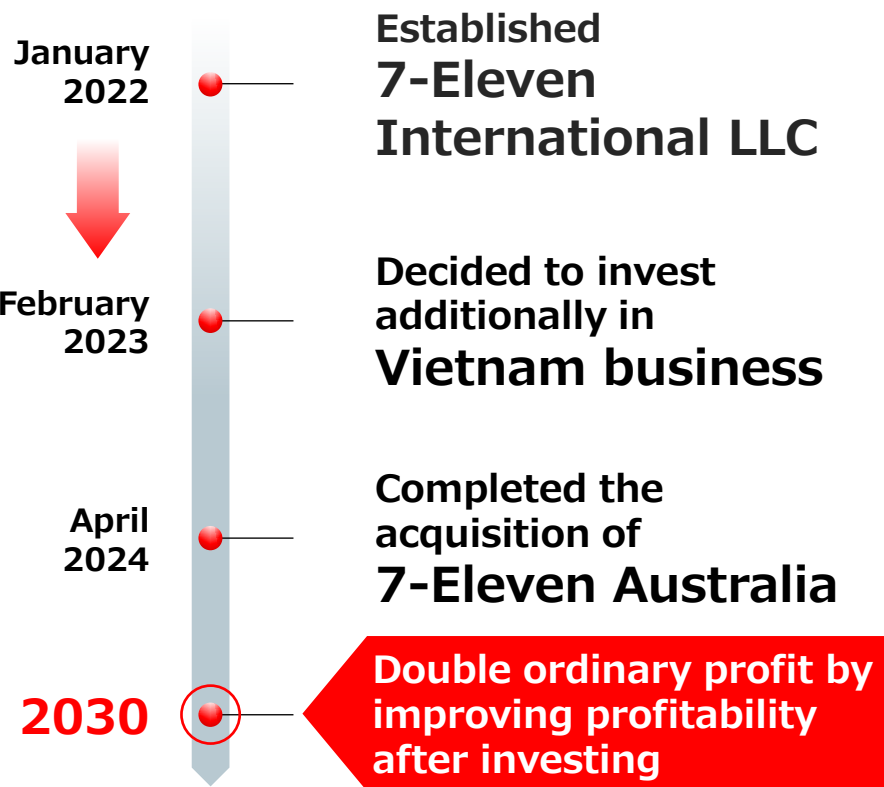 January
2022
Established
7-Eleven
International LLC
February
2023
Decided to invest
additionally in
Vietnam business
April
2024
Completed the
acquisition of
7-Eleven Australia
2030
Double ordinary profit by
improving profitability
after investing